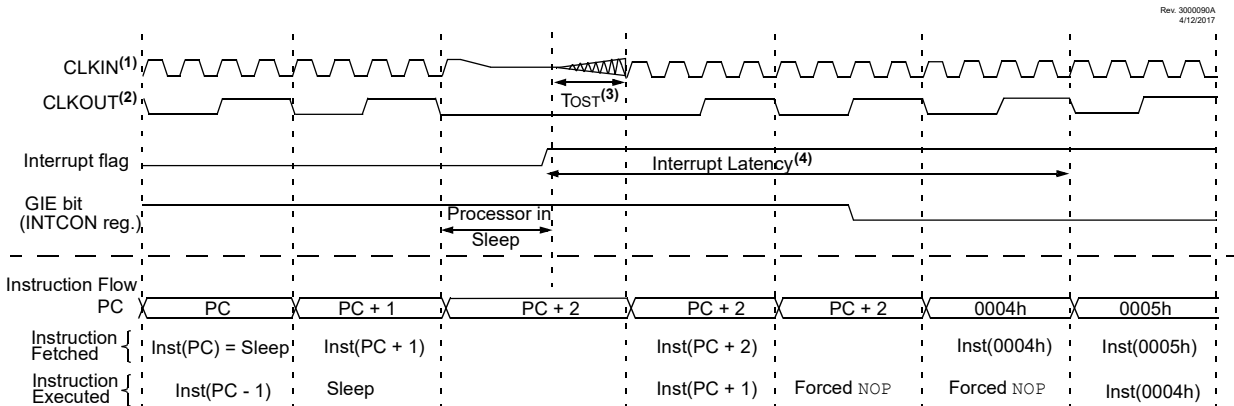 Rev. 3000090A
4/12/2017
CLKIN(1)
CLKOUT(2)
TOST(3)
Interrupt flag
Interrupt Latency(4)
GIE bit
(INTCON reg.)
Processor in
Sleep
Instruction Flow
PC PC PC + 1 PC + 2 PC + 2 PC + 2 0004h 0005h
Instruction
Fetched { Inst(PC) = Sleep Inst(PC + 1) Inst(PC + 2) Inst(0004h) Inst(0005h)
Instruction
Executed { Inst(PC - 1) Sleep Inst(PC + 1) Forced NOP Forced NOP Inst(0004h)